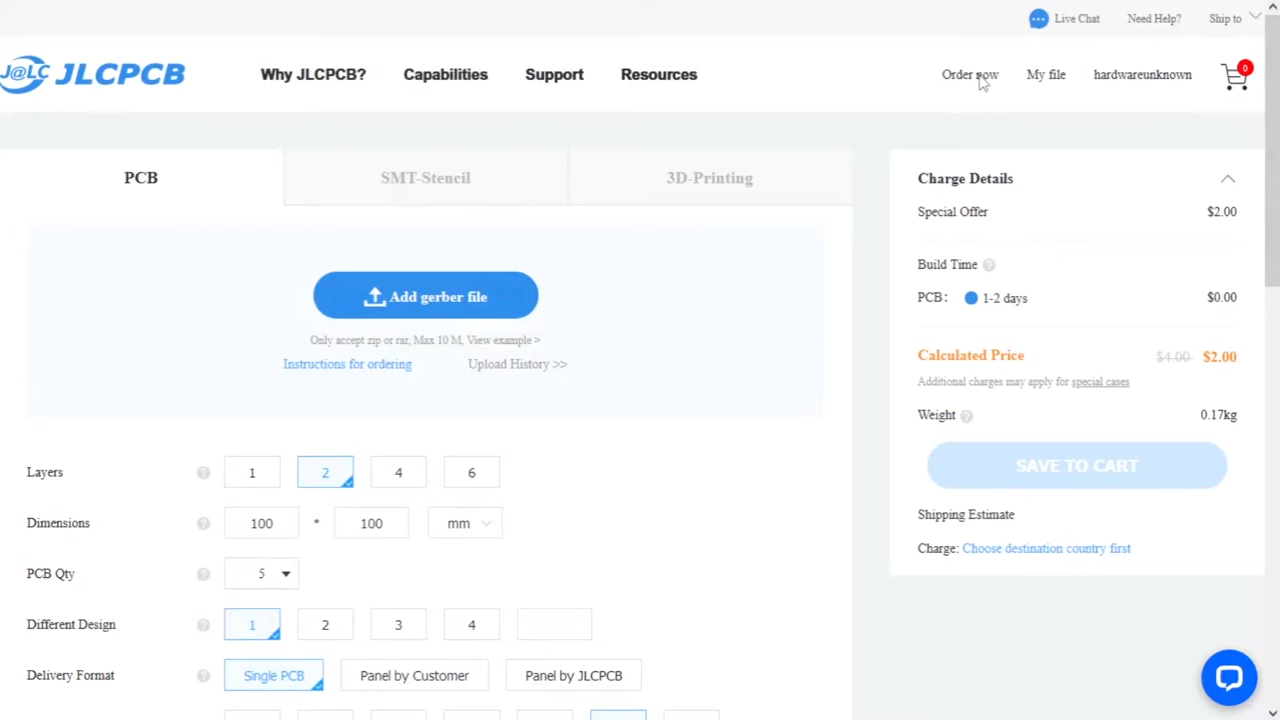 Live Chat Need Help? Ship to
J@LC JLCPCB Why JLCPCB? Capabilities Support Resources Order now My file hardwareunknown 0
PCB SMT-Stencil 3D-Printing
Add gerber file
Only accept zip or rar, Max 10 M, View example >
Instructions for ordering Upload History >>
Layers ? 1 2 4 6
Dimensions ? 100 * 100 mm
PCB Qty ? 5
Different Design ? 1 2 3 4
Delivery Format ? Single PCB Panel by Customer Panel by JLCPCB
Charge Details
Special Offer $2.00
Build Time ?
PCB: 1-2 days $0.00
Calculated Price $4.00 $2.00
Additional charges may apply for special cases
Weight ? 0.17kg
SAVE TO CART
Shipping Estimate
Charge: Choose destination country first